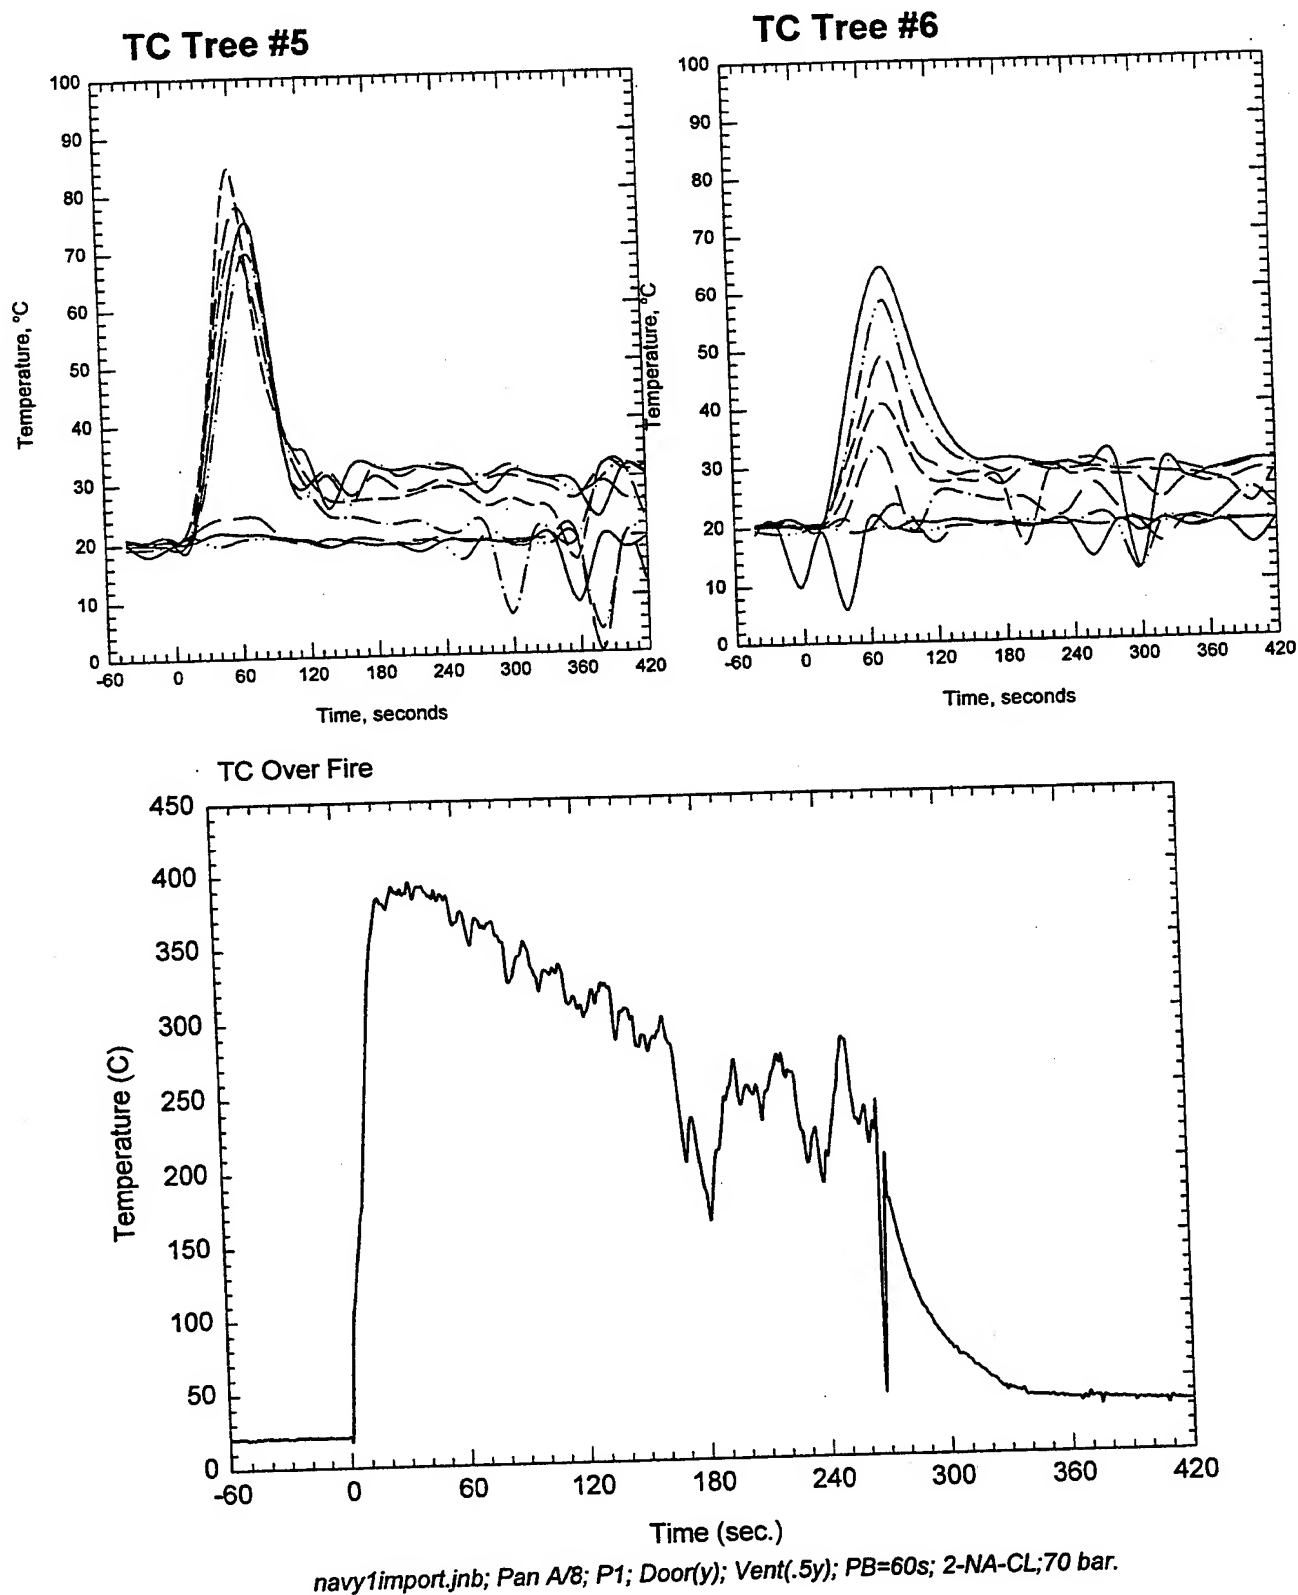 TC Tree #5
100
90
80
70
60
50
40
30
20
10
0
Temperature, °C
-60 0 60 120 180 240 300 360 420
Time, seconds
TC Tree #6
100
90
80
70
60
50
40
30
20
10
0
Temperature, °C
-60 0 60 120 180 240 300 360 420
Time, seconds
TC Over Fire
450
400
350
300
250
200
150
100
50
0
Temperature (C)
-60 0 60 120 180 240 300 360 420
Time (sec.)
navy1import.jnb; Pan A/8; P1; Door(y); Vent(.5y); PB=60s; 2-NA-CL;70 bar.